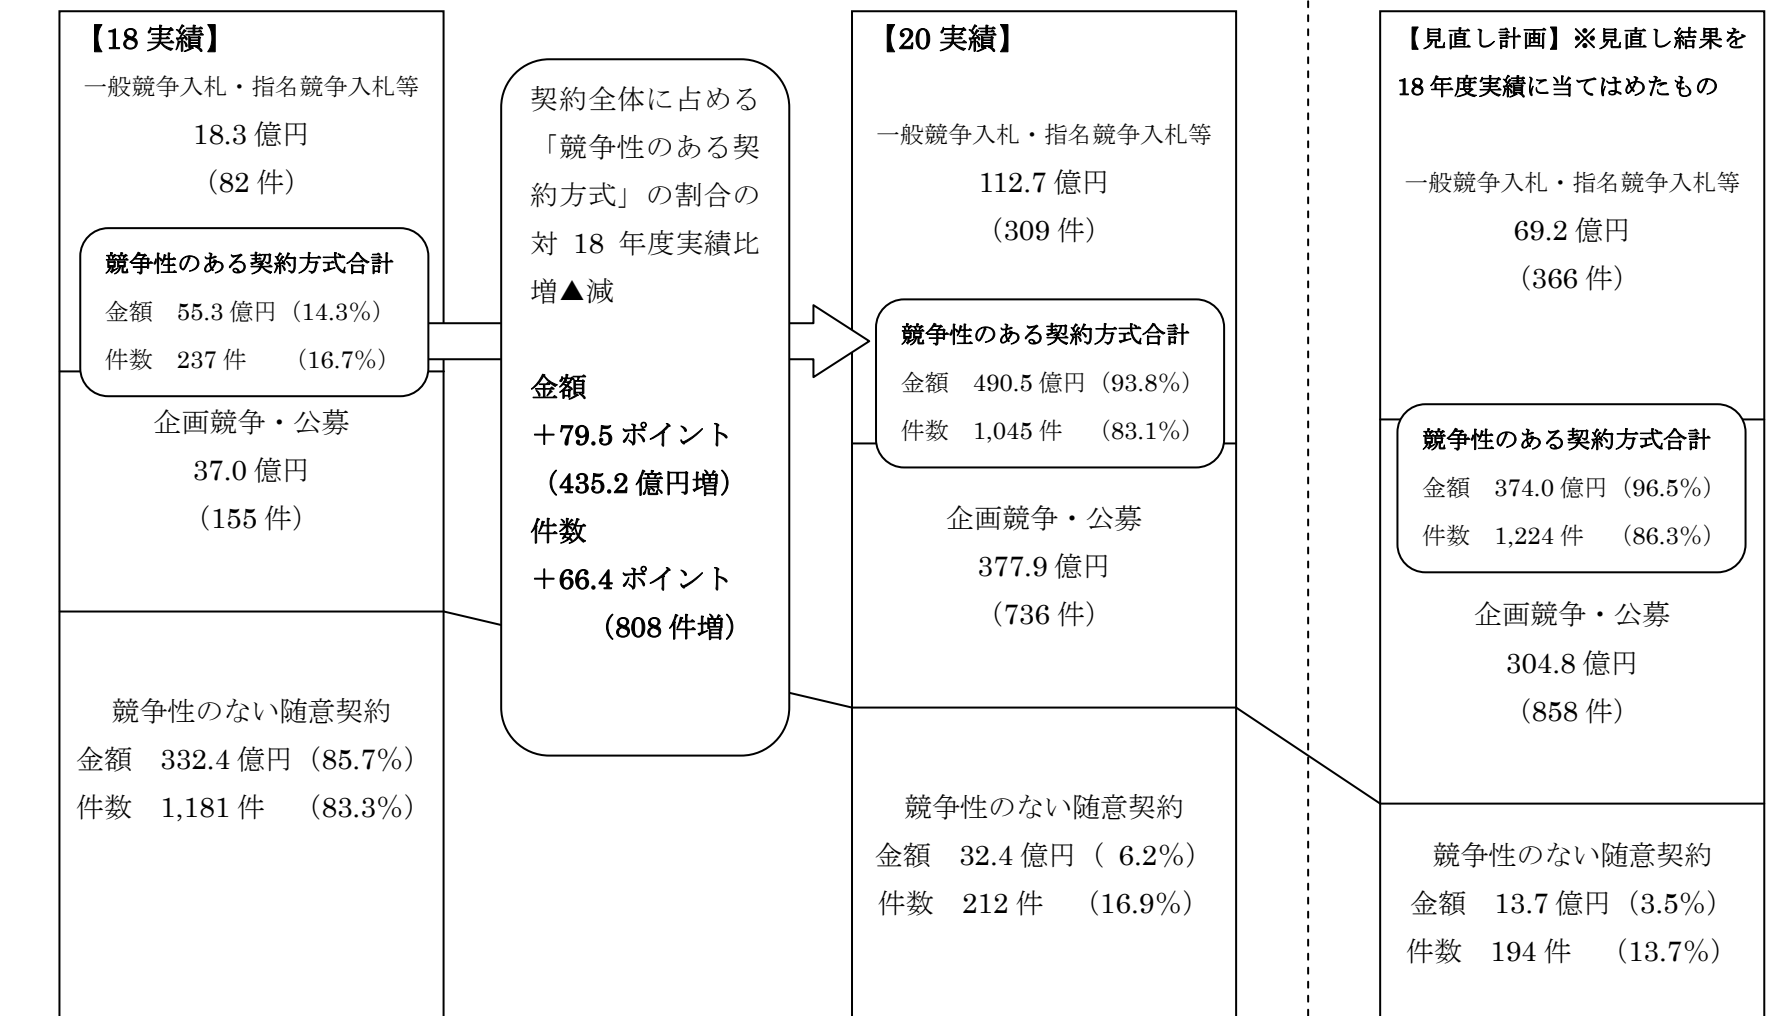 【18 実績】
一般競争入札・指名競争入札等
18.3 億円
（82 件）
競争性のある契約方式合計
金額　55.3 億円（14.3%）
件数　237 件　（16.7%）
企画競争・公募
37.0 億円
（155 件）
競争性のない随意契約
金額　332.4 億円（85.7%）
件数　1,181 件　（83.3%）
契約全体に占める
「競争性のある契
約方式」の割合の
対 18 年度実績比
増▲減
金額
＋79.5 ポイント
（435.2 億円増）
件数
＋66.4 ポイント
（808 件増）
【20 実績】
一般競争入札・指名競争入札等
112.7 億円
（309 件）
競争性のある契約方式合計
金額　490.5 億円（93.8%）
件数　1,045 件　（83.1%）
企画競争・公募
377.9 億円
（736 件）
競争性のない随意契約
金額　32.4 億円（ 6.2%）
件数　212 件　（16.9%）
【見直し計画】※見直し結果を
18 年度実績に当てはめたもの
一般競争入札・指名競争入札等
69.2 億円
（366 件）
競争性のある契約方式合計
金額　374.0 億円（96.5%）
件数　1,224 件　（86.3%）
企画競争・公募
304.8 億円
（858 件）
競争性のない随意契約
金額　13.7 億円（3.5%）
件数　194 件　（13.7%）